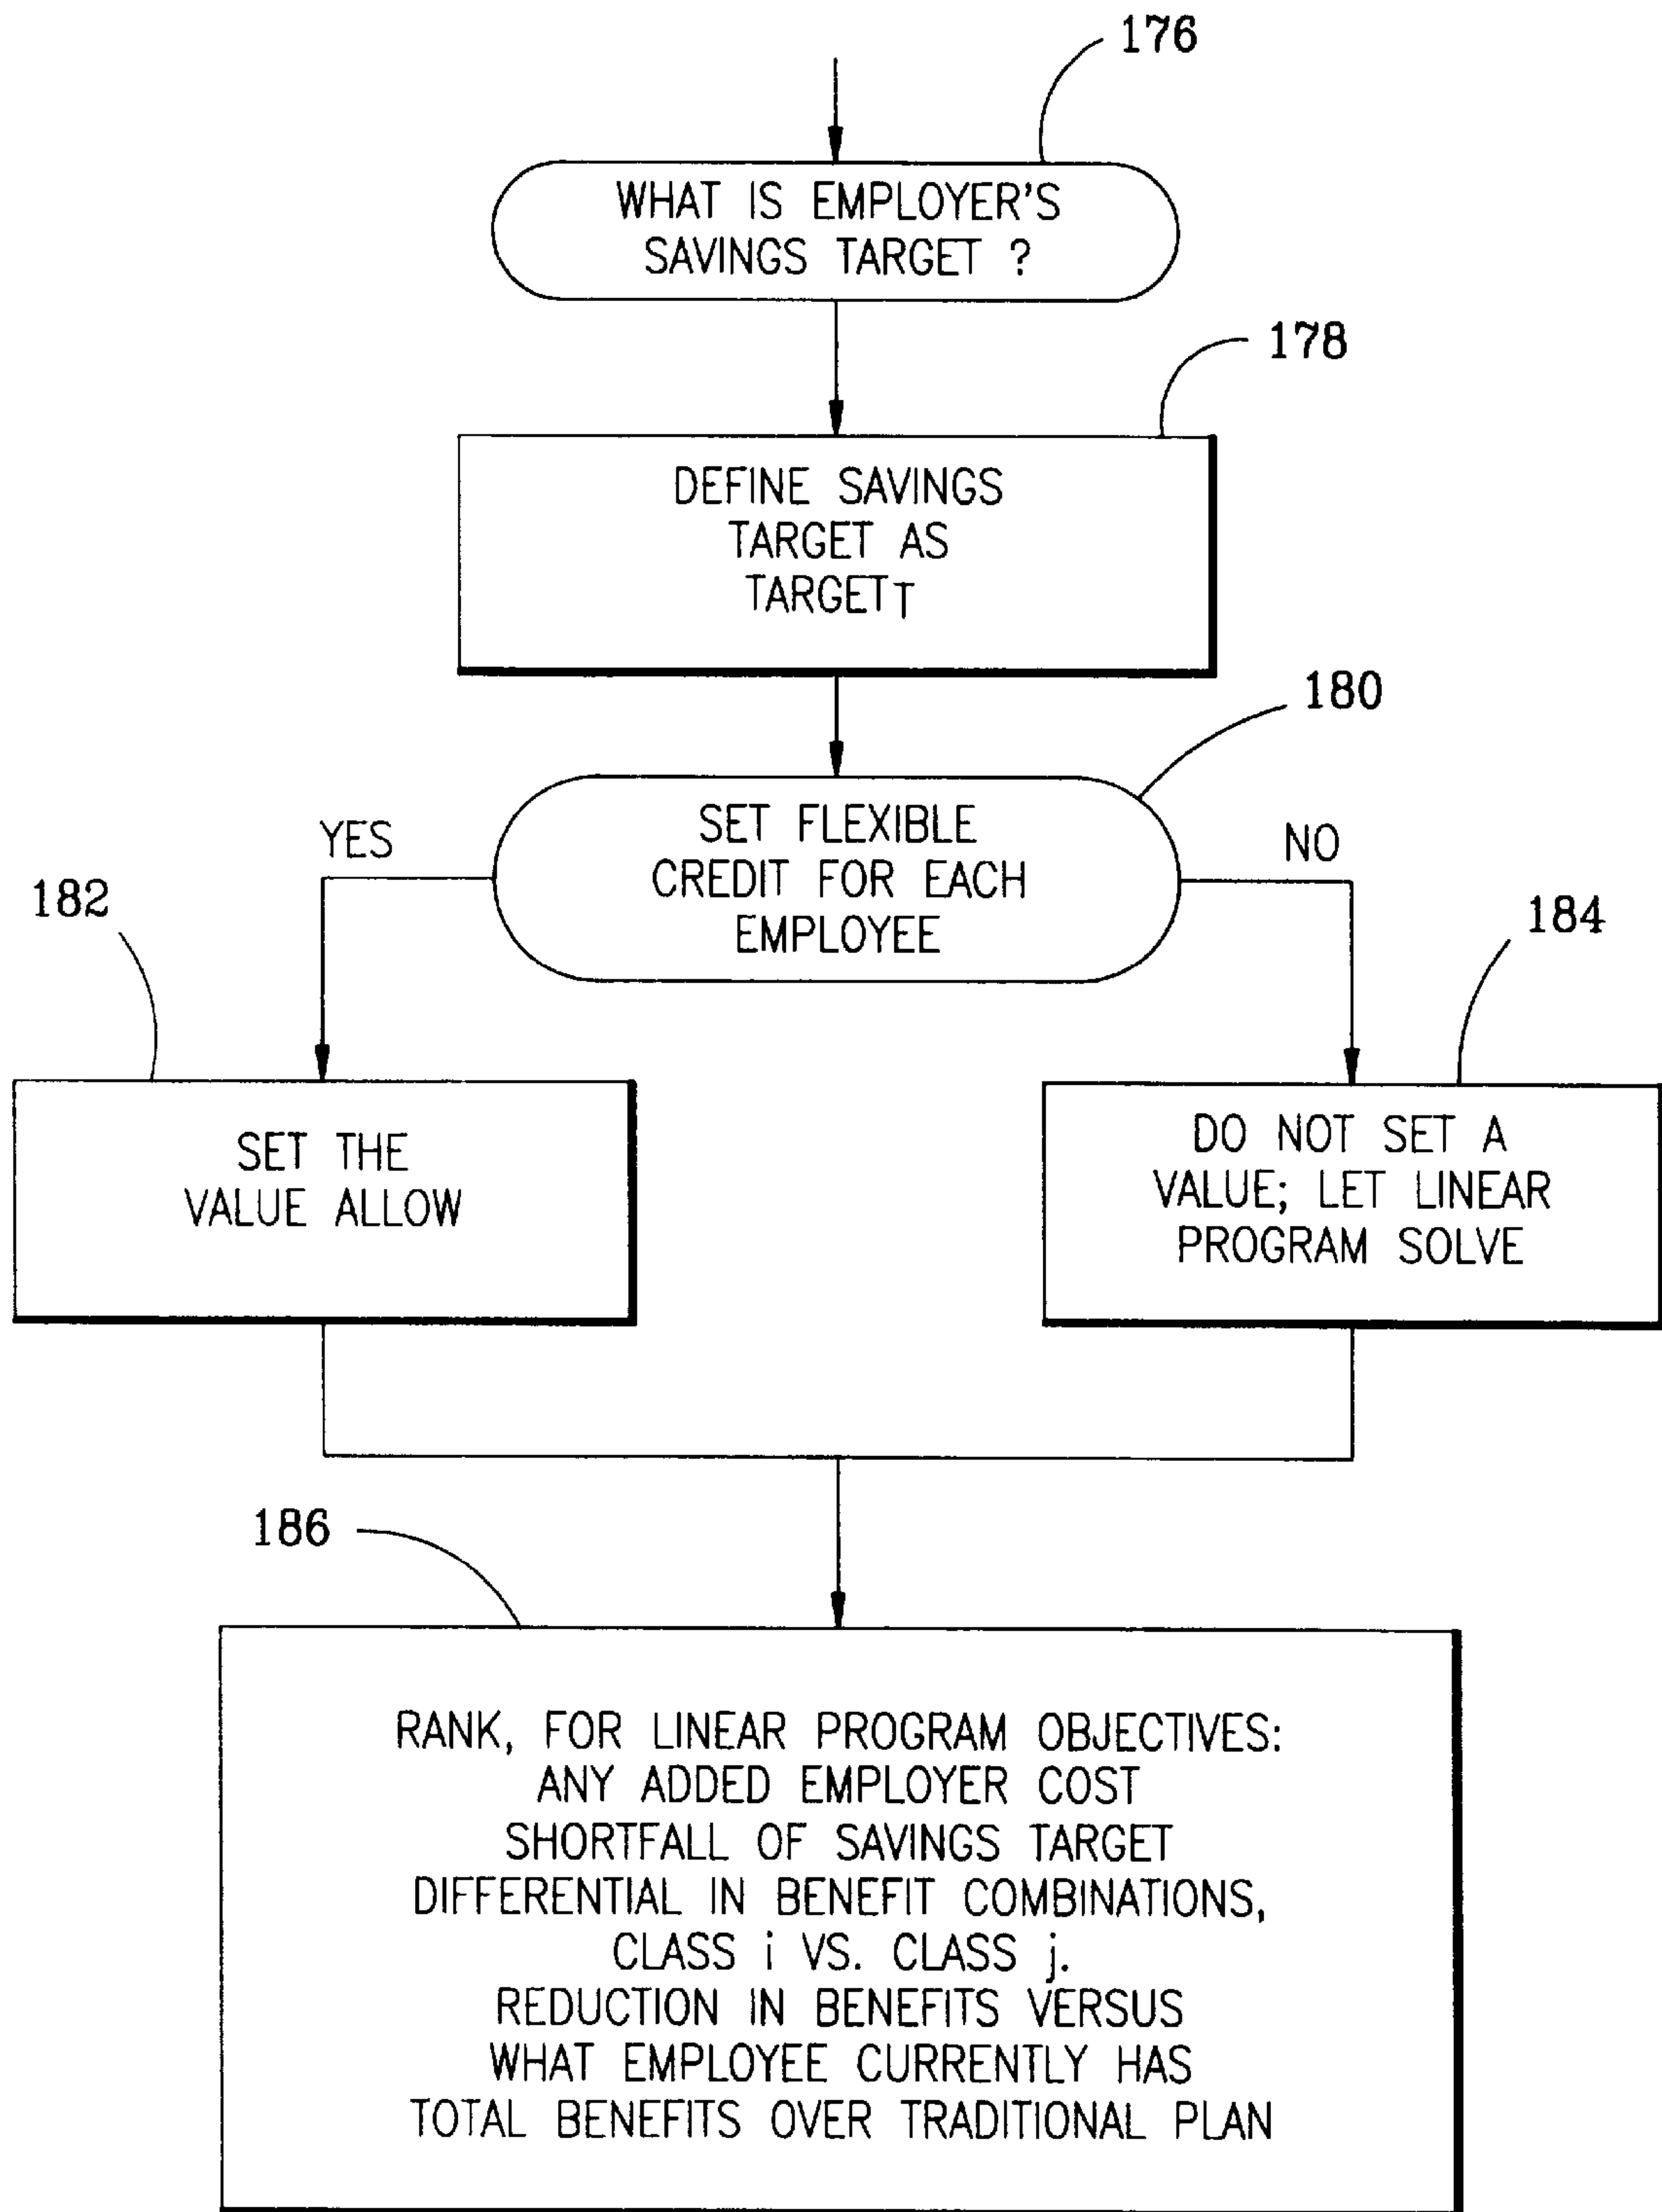 176
WHAT IS EMPLOYER'S
SAVINGS TARGET ?
178
DEFINE SAVINGS
TARGET AS
TARGETT
180
SET FLEXIBLE
CREDIT FOR EACH
EMPLOYEE
YES
NO
182
184
SET THE
VALUE ALLOW
DO NOT SET A
VALUE; LET LINEAR
PROGRAM SOLVE
186
RANK, FOR LINEAR PROGRAM OBJECTIVES:
ANY ADDED EMPLOYER COST
SHORTFALL OF SAVINGS TARGET
DIFFERENTIAL IN BENEFIT COMBINATIONS,
CLASS i VS. CLASS j.
REDUCTION IN BENEFITS VERSUS
WHAT EMPLOYEE CURRENTLY HAS
TOTAL BENEFITS OVER TRADITIONAL PLAN